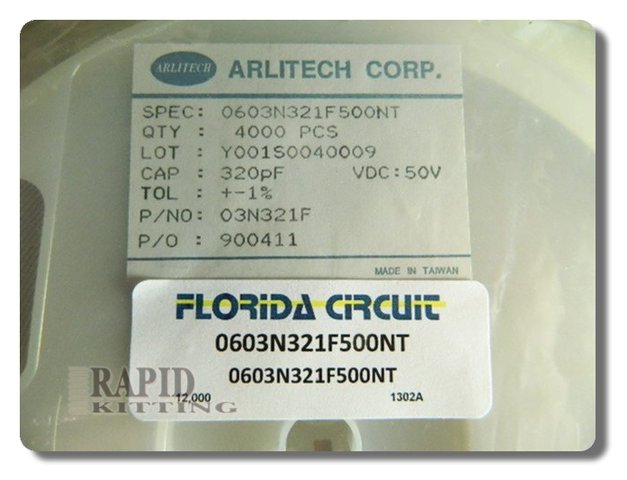 ARLITECH ARLITECH CORP.
SPEC: 0603N321F500NT
QTY : 4000 PCS
LOT : Y001S0040009
CAP : 320pF VDC:50V
TOL : +-1%
P/NO: 03N321F
P/O : 900411
MADE IN TAIWAN
FLORIDA CIRCUIT
0603N321F500NT
0603N321F500NT
RAPID
KITTING
12,000 1302A